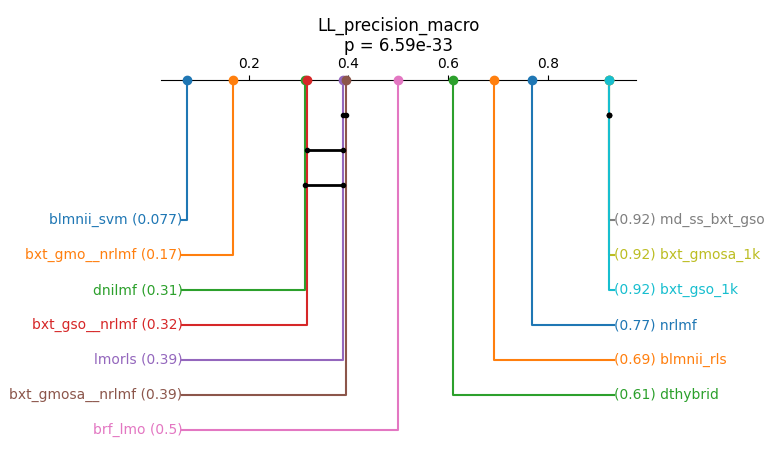 LL_precision_macro
p = 6.59e-33
0.2 0.4 0.6 0.8
blmnii_svm (0.077)
(0.92) md_ss_bxt_gso
bxt_gmo__nrlmf (0.17)
(0.92) bxt_gmosa_1k
dnilmf (0.31)
(0.92) bxt_gso_1k
bxt_gso__nrlmf (0.32)
(0.77) nrlmf
lmorls (0.39)
(0.69) blmnii_rls
bxt_gmosa__nrlmf (0.39)
(0.61) dthybrid
brf_lmo (0.5)